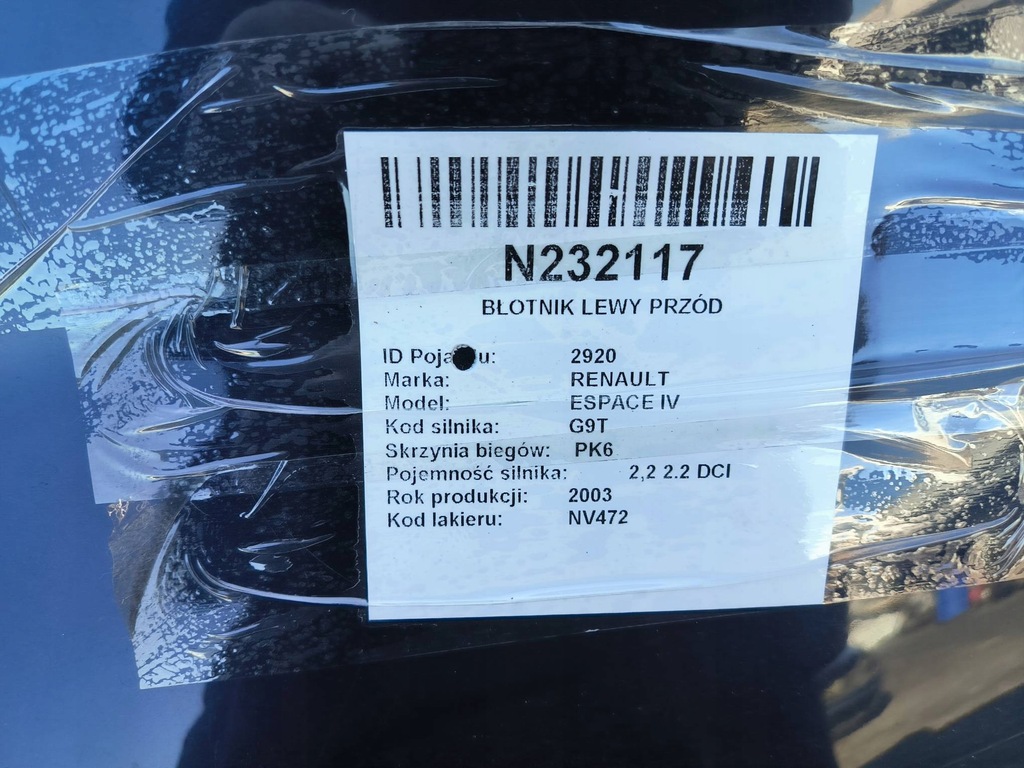 N232117
BŁOTNIK LEWY PRZÓD
ID 2920
Marka: RENAULT
Model: ESPACE IV
Kod silnika: G9T
Skrzynia biegów: PK6
Pojemność silnika: 2,2 2.2 DCI
Rok produkcji: 2003
Kod lakieru: NV472